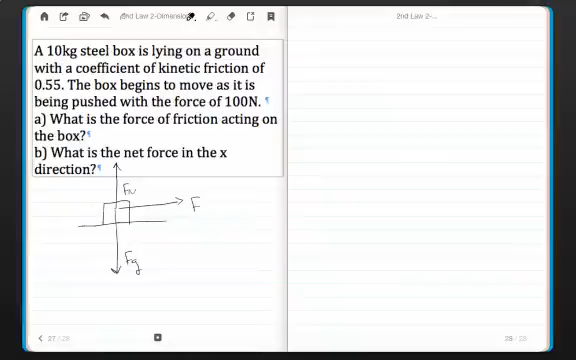 2nd Law 2-Dimension
2nd Law 2-...
A 10kg steel box is lying on a ground
with a coefficient of kinetic friction of
0.55. The box begins to move as it is
being pushed with the force of 100N. ¶
a) What is the force of friction acting on
the box?¶
b) What is the net force in the x
direction?¶
FN
F
Fg
27 / 28
28 / 28